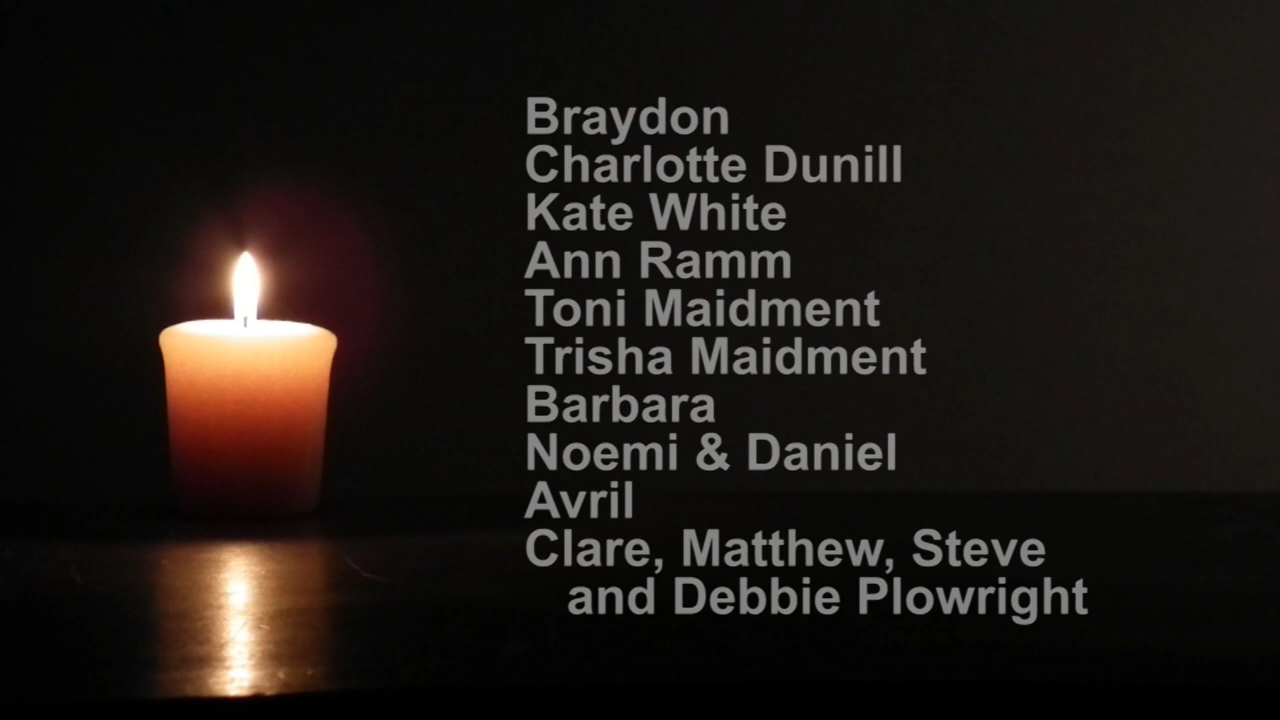 Braydon
Charlotte Dunill
Kate White
Ann Ramm
Toni Maidment
Trisha Maidment
Barbara
Noemi & Daniel
Avril
Clare, Matthew, Steve
and Debbie Plowright